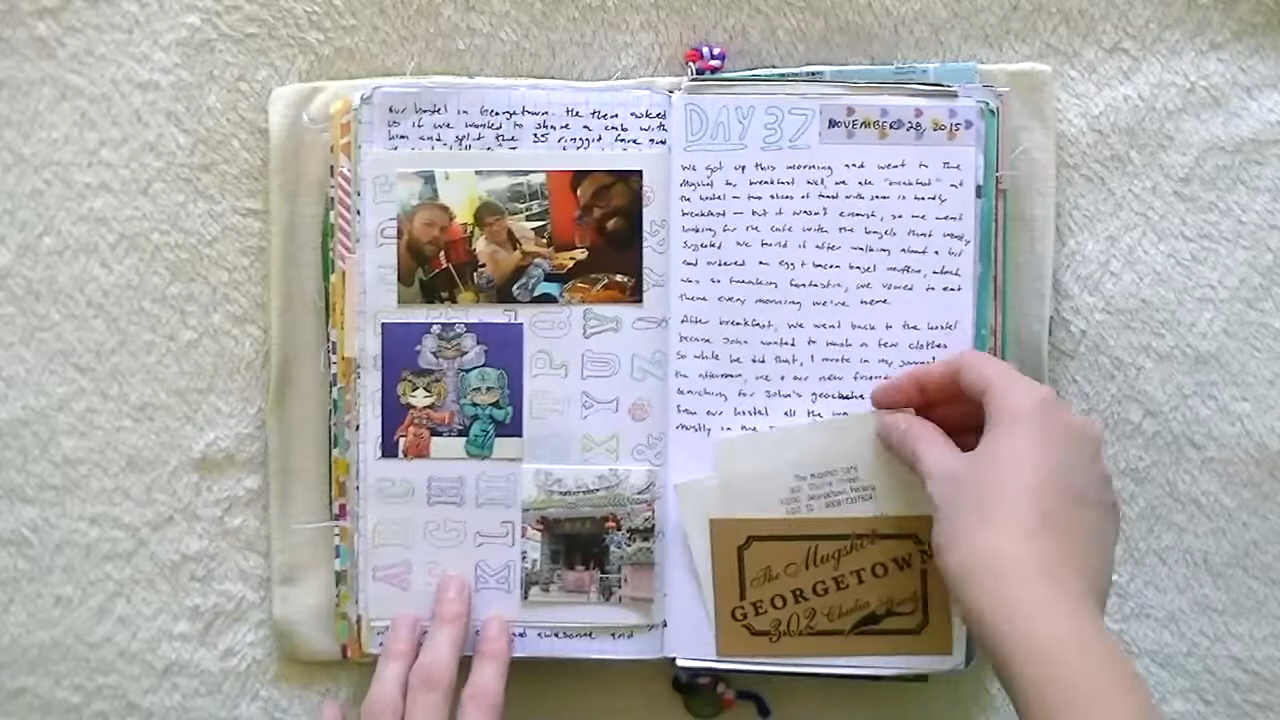 our hostel in Georgetown. He then asked
us if we wanted to share a cab with
him and split the 35 ringgit fare and
awesome and
DAY 37
NOVEMBER 28, 2015
We got up this morning and went to The
Mugshot for breakfast. Well, we ate "breakfast" at
the hostel — two slices of toast with jam is hardly
breakfast — but it wasn't enough, so we went
looking for the cafe with the bagels that Wendy
suggested. We found it after walking about a bit
and ordered an egg + bacon bagel muffin, which
was so freaking fantastic, we vowed to eat
there every morning we're here.
After breakfast, we went back to the hostel
because John wanted to wash a few clothes
so while he did that, I wrote in my journal
the afternoon, we + our new friend
searching for John's geocache
from our hostel all the wa
mostly in the
The Mugshot Cafe
302 Chulia Street
Georgetown, Penang
The Mugshot
GEORGETOWN
302 Chulia Street
A B C
G H
K L M
P Q
U V
X Y
Z
&